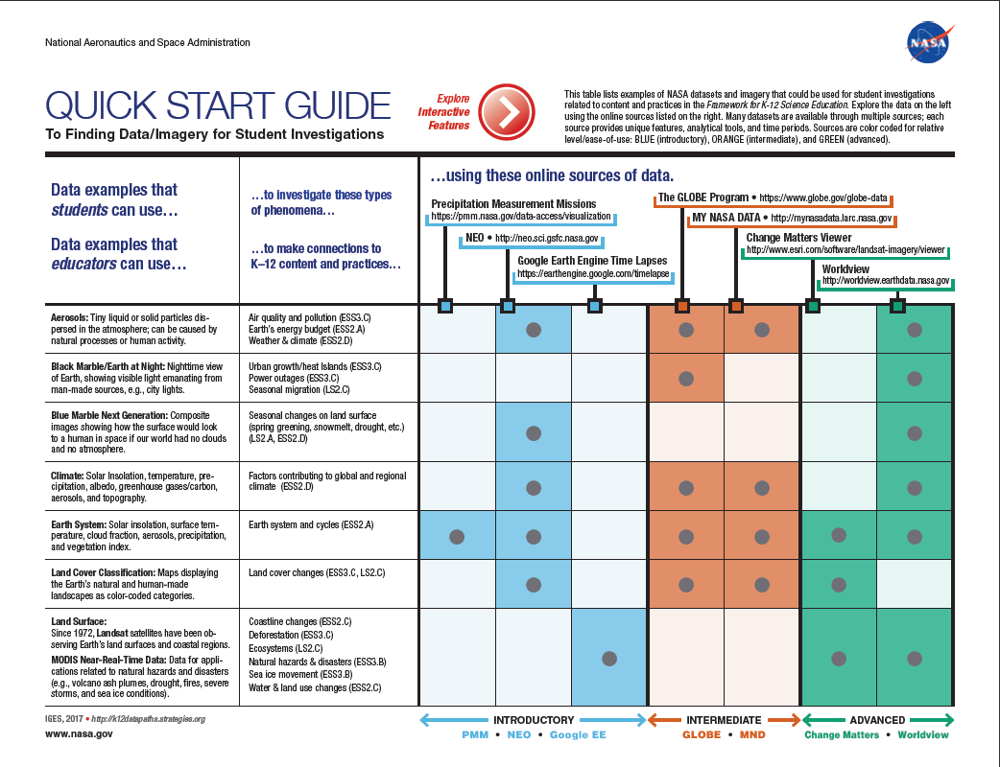 National Aeronautics and Space Administration
NASA
QUICK START GUIDE
To Finding Data/Imagery for Student Investigations
Explore
Interactive
Features
This table lists examples of NASA datasets and imagery that could be used for student investigations
related to content and practices in the Framework for K-12 Science Education. Explore the data on the left
using the online sources listed on the right. Many datasets are available through multiple sources; each
source provides unique features, analytical tools, and time periods. Sources are color coded for relative
level/ease-of-use: BLUE (introductory), ORANGE (intermediate), and GREEN (advanced).
Data examples that
students can use…
Data examples that
educators can use…
…to investigate these types
of phenomena…
…to make connections to
K–12 content and practices…
…using these online sources of data.
Precipitation Measurement Missions
https://pmm.nasa.gov/data-access/visualization
NEO • http://neo.sci.gsfc.nasa.gov
Google Earth Engine Time Lapses
https://earthengine.google.com/timelapse
The GLOBE Program • https://www.globe.gov/globe-data
MY NASA DATA • http://mynasadata.larc.nasa.gov
Change Matters Viewer
http://www.esri.com/software/landsat-imagery/viewer
Worldview
http://worldview.earthdata.nasa.gov
Aerosols: Tiny liquid or solid particles dis-
persed in the atmosphere; can be caused by
natural processes or human activity.
Air quality and pollution (ESS3.C)
Earth's energy budget (ESS2.A)
Weather & climate (ESS2.D)
Black Marble/Earth at Night: Nighttime view
of Earth, showing visible light emanating from
man-made sources, e.g., city lights.
Urban growth/heat Islands (ESS3.C)
Power outages (ESS3.C)
Seasonal migration (LS2.C)
Blue Marble Next Generation: Composite
images showing how the surface would look
to a human in space if our world had no clouds
and no atmosphere.
Seasonal changes on land surface
(spring greening, snowmelt, drought, etc.)
(LS2.A, ESS2.D)
Climate: Solar Insolation, temperature, pre-
cipitation, albedo, greenhouse gases/carbon,
aerosols, and topography.
Factors contributing to global and regional
climate (ESS2.D)
Earth System: Solar insolation, surface tem-
perature, cloud fraction, aerosols, precipitation,
and vegetation index.
Earth system and cycles (ESS2.A)
Land Cover Classification: Maps displaying
the Earth's natural and human-made
landscapes as color-coded categories.
Land cover changes (ESS3.C, LS2.C)
Land Surface:
Since 1972, Landsat satellites have been ob-
serving Earth's land surfaces and coastal regions.
MODIS Near-Real-Time Data: Data for appli-
cations related to natural hazards and disasters
(e.g., volcano ash plumes, drought, fires, severe
storms, and sea ice conditions).
Coastline changes (ESS2.C)
Deforestation (ESS3.C)
Ecosystems (LS2.C)
Natural hazards & disasters (ESS3.B)
Sea ice movement (ESS3.B)
Water & land use changes (ESS2.C)
IGES, 2017 • http://k12datapaths.strategies.org
www.nasa.gov
INTRODUCTORY
PMM • NEO • Google EE
INTERMEDIATE
GLOBE • MND
ADVANCED
Change Matters • Worldview